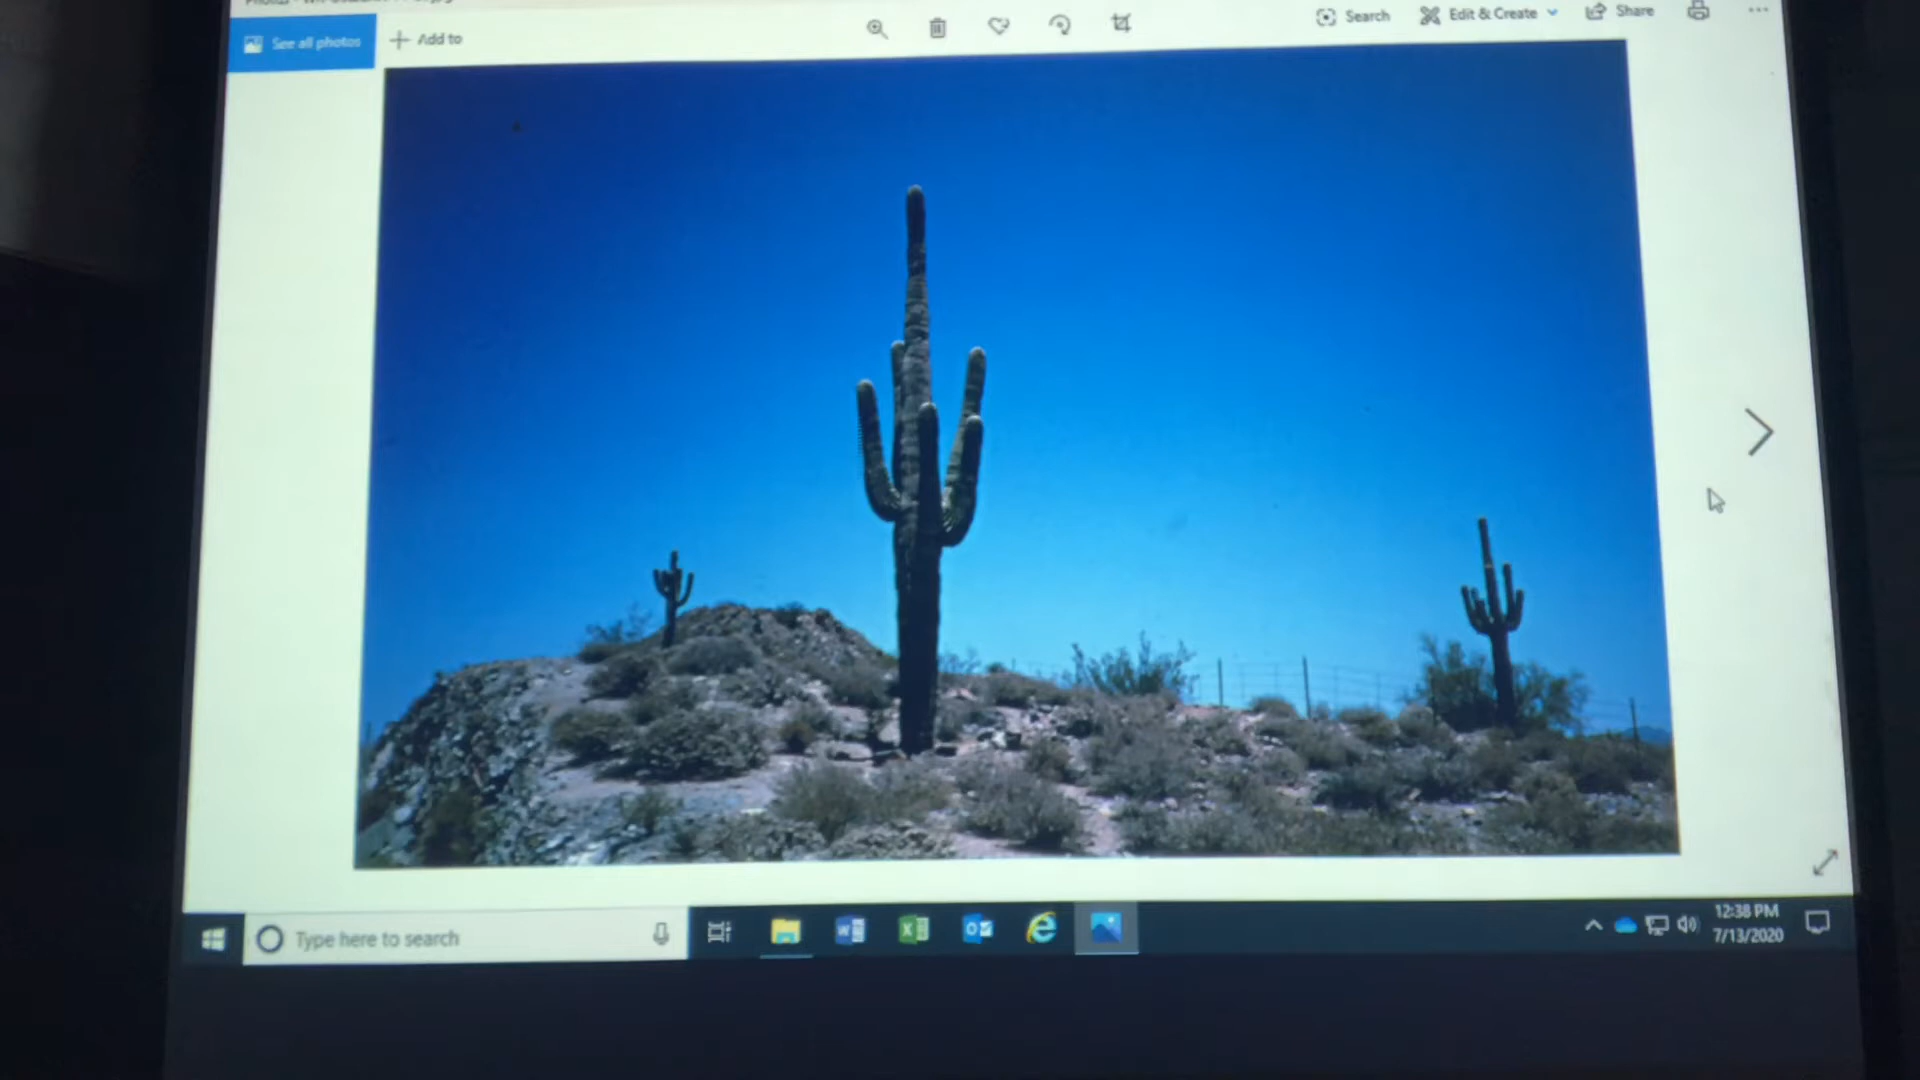 See all photos
Add to
Search
Edit & Create
Share
Type here to search
12:38 PM
7/13/2020